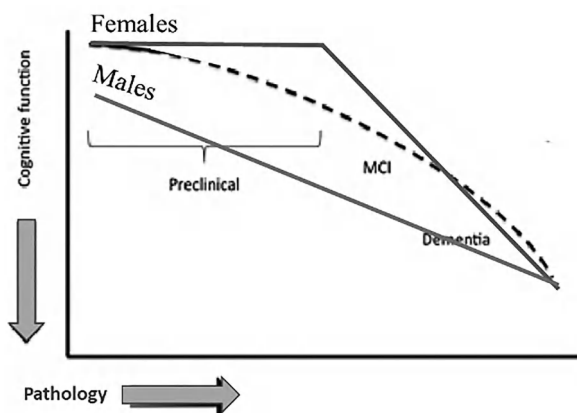 Females
Males
Cognitive function
Preclinical
MCI
Dementia
Pathology